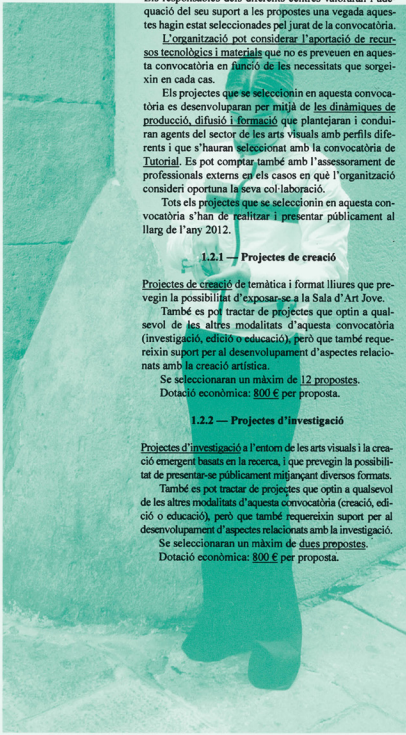 quació del seu suport a les propostes una vegada aques-
tes hagin estat seleccionades pel jurat de la convocatòria.
L'organització pot considerar l'aportació de recur-
sos tecnològics i materials que no es preveuen en aques-
ta convocatòria en funció de les necessitats que sorgei-
xin en cada cas.
Els projectes que se seleccionin en aquesta convoca-
tòria es desenvoluparan per mitjà de les dinàmiques de
producció, difusió i formació que plantejaran i condui-
ran agents del sector de les arts visuals amb perfils dife-
rents i que s'hauran seleccionat amb la convocatòria de
Tutorial. Es pot comptar també amb l'assessorament de
professionals externs en els casos en què l'organització
consideri oportuna la seva col·laboració.
Tots els projectes que se seleccionin en aquesta con-
vocatòria s'han de realitzar i presentar públicament al
llarg de l'any 2012.
1.2.1 — Projectes de creació
Projectes de creació de temàtica i format lliures que pre-
vegin la possibilitat d'exposar-se a la Sala d'Art Jove.
També es pot tractar de projectes que optin a qual-
sevol de les altres modalitats d'aquesta convocatòria
(investigació, edició o educació), però que també reque-
reixin suport per al desenvolupament d'aspectes relacio-
nats amb la creació artística.
Se seleccionaran un màxim de 12 propostes.
Dotació econòmica: 800 € per proposta.
1.2.2 — Projectes d'investigació
Projectes d'investigació a l'entorn de les arts visuals i la crea-
ció emergent basats en la recerca, i que prevegin la possibili-
tat de presentar-se públicament mitjançant diversos formats.
També es pot tractar de projectes que optin a qualsevol
de les altres modalitats d'aquesta convocatòria (creació, edi-
ció o educació), però que també requereixin suport per al
desenvolupament d'aspectes relacionats amb la investigació.
Se seleccionaran un màxim de dues propostes.
Dotació econòmica: 800 € per proposta.